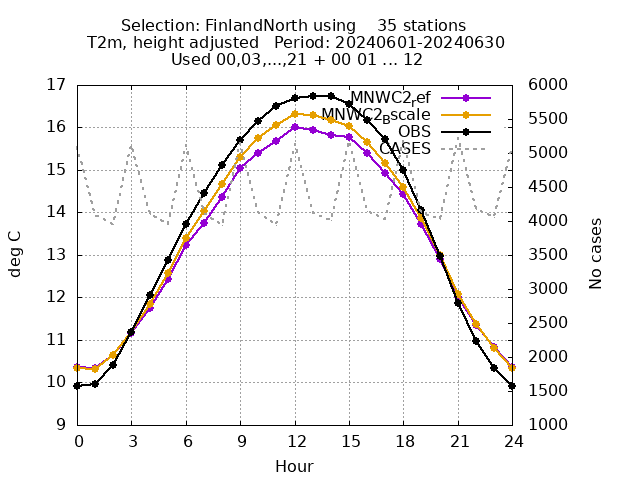 Selection: FinlandNorth using    35 stations
T2m, height adjusted   Period: 20240601-20240630
Used 00,03,...,21 + 00 01 ... 12
MNWC2ref
MNWC2Bscale
OBS
CASES
17
16
15
14
13
12
11
10
9
deg C
6000
5500
5000
4500
4000
3500
3000
2500
2000
1500
1000
No cases
0 3 6 9 12 15 18 21 24
Hour